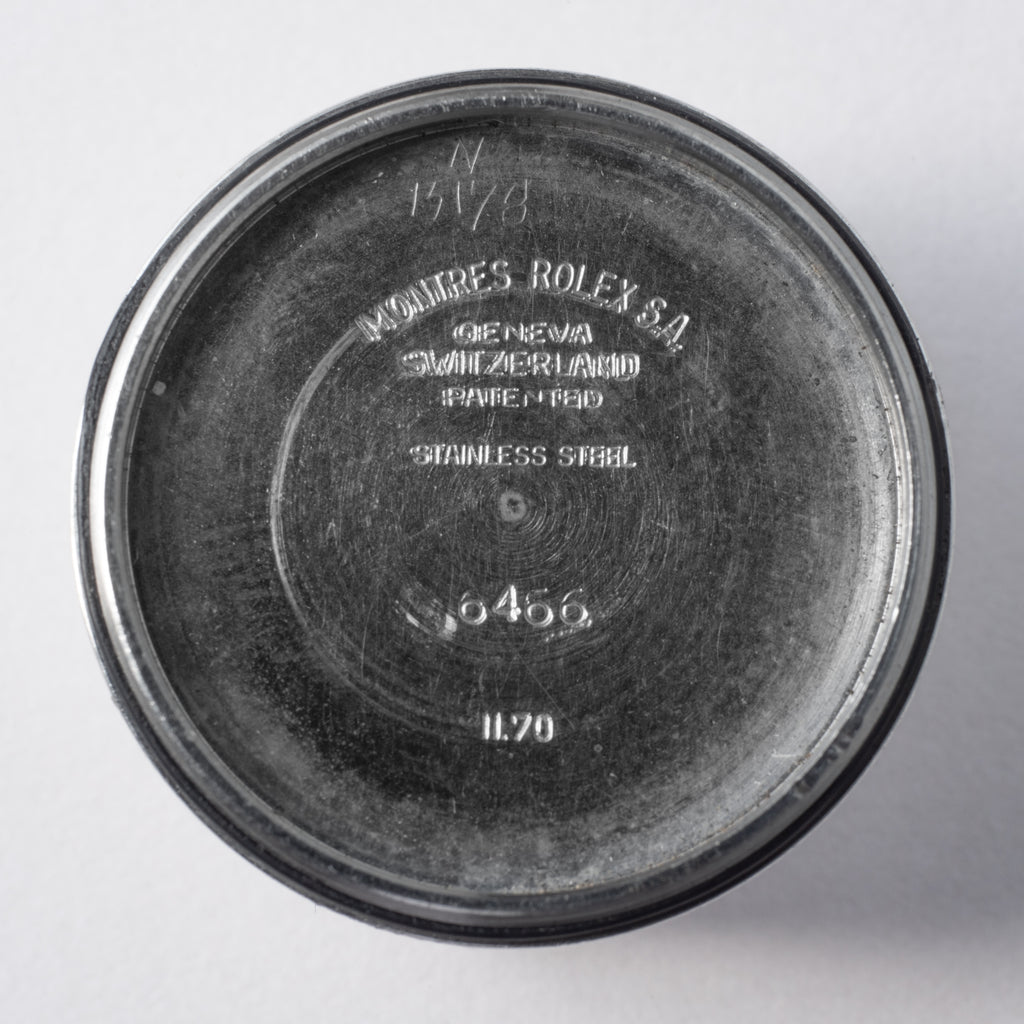 N
MONTRES ROLEX S.A.
GENEVA
SWITZERLAND
PATENTED
STAINLESS STEEL
6466
II.70